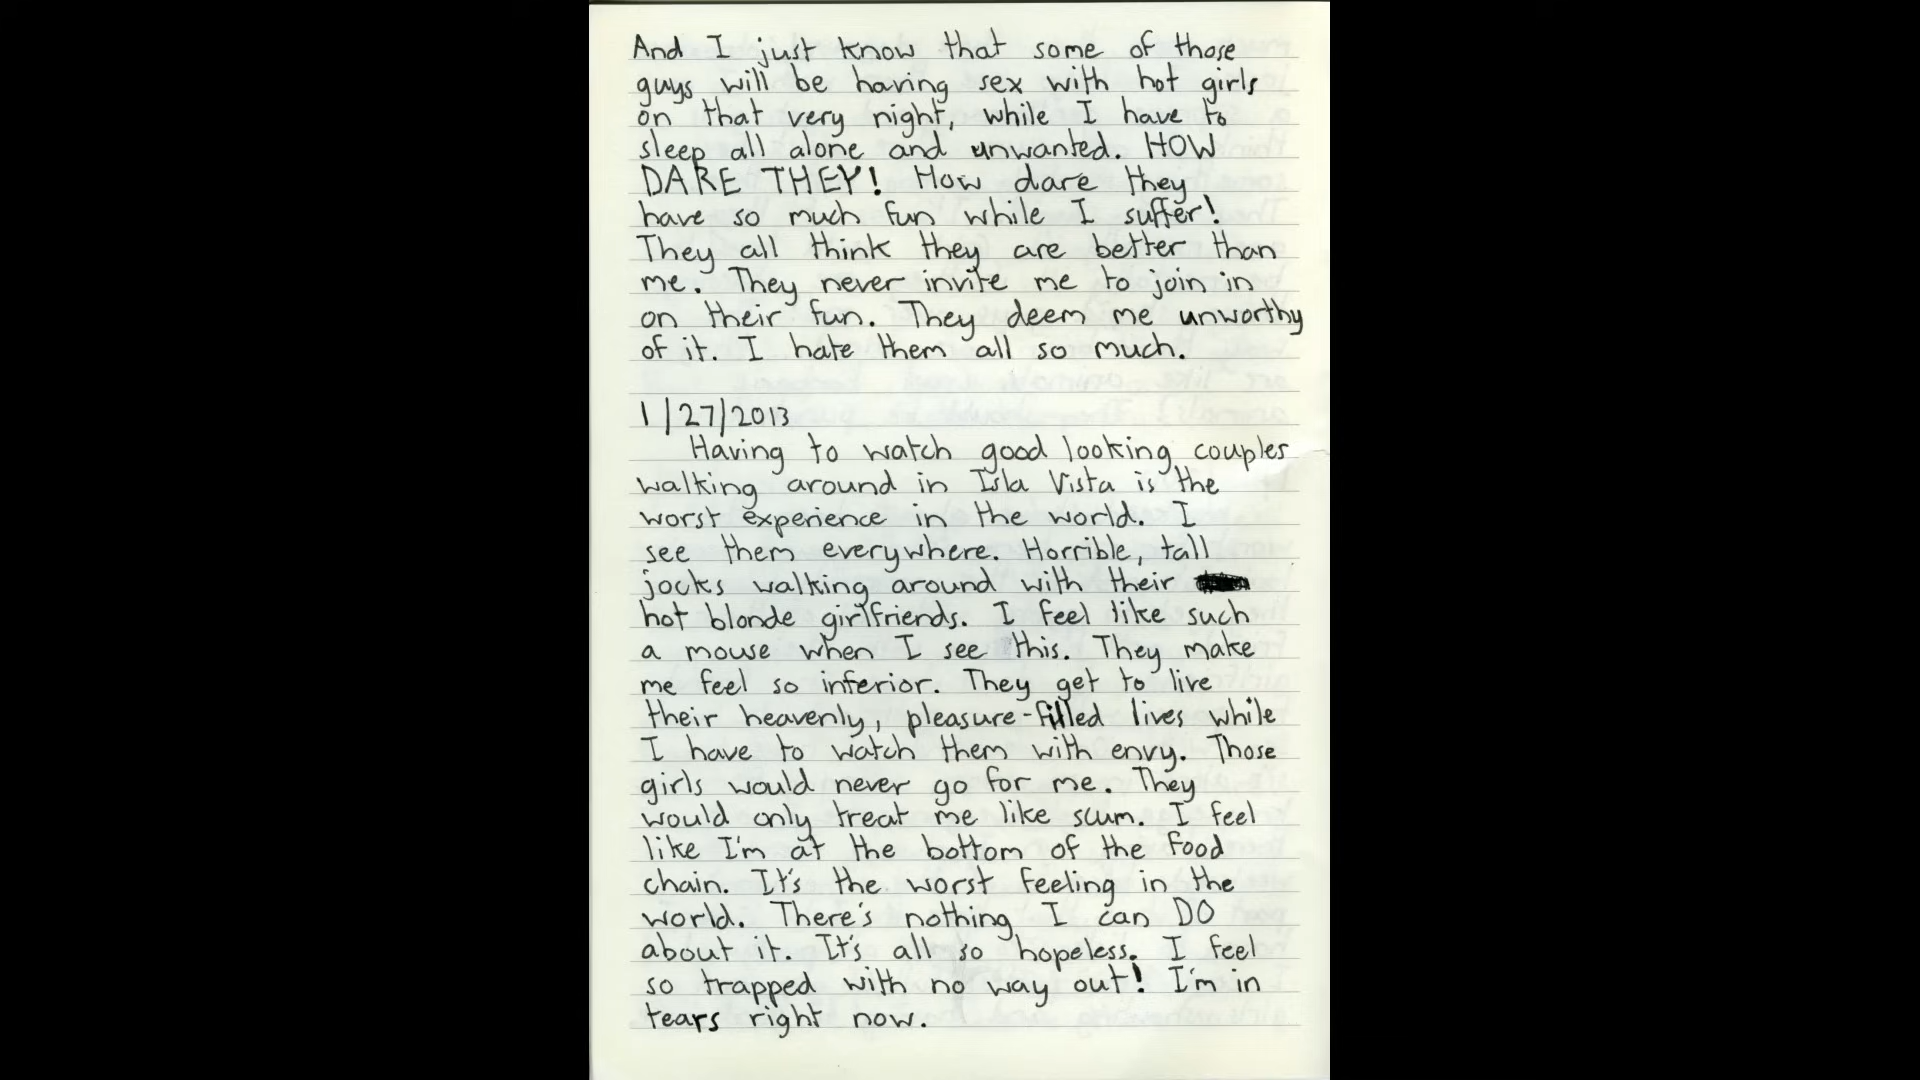 And I just know that some of those
guys will be having sex with hot girls
on that very night, while I have to
sleep all alone and unwanted. HOW
DARE THEY! How dare they
have so much fun while I suffer!
They all think they are better than
me. They never invite me to join in
on their fun. They deem me unworthy
of it. I hate them all so much.
1/27/2013
Having to watch good looking couples
walking around in Isla Vista is the
worst experience in the world. I
see them everywhere. Horrible, tall
jocks walking around with their
hot blonde girlfriends. I feel like such
a mouse when I see this. They make
me feel so inferior. They get to live
their heavenly, pleasure-filled lives while
I have to watch them with envy. Those
girls would never go for me. They
would only treat me like scum. I feel
like I'm at the bottom of the food
chain. It's the worst feeling in the
world. There's nothing I can DO
about it. It's all so hopeless. I feel
so trapped with no way out! I'm in
tears right now.